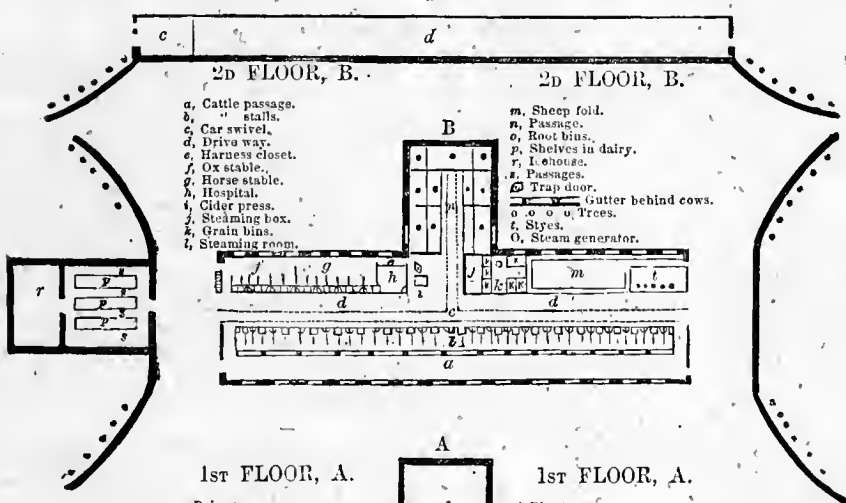 c d
2D FLOOR, B.
a, Cattle passage.
b, " stalls.
c, Car swivel.
d, Drive way.
e, Harness closet.
f, Ox stable.
g, Horse stable.
h, Hospital.
i, Cider press.
j, Steaming box.
k, Grain bins.
l, Steaming room.
2D FLOOR, B.
m, Sheep fold.
n, Passage.
o, Root bins.
p, Shelves in dairy.
r, Icehouse.
s, Passages.
Trap door.
Gutter behind cows.
o o o o Trees.
t, Styes.
O, Steam generator.
B
n
r
p s
p s
p s
s
f g h
d
i
j k m t
d
c
b
a
A
1ST FLOOR, A.
1ST FLOOR, A.